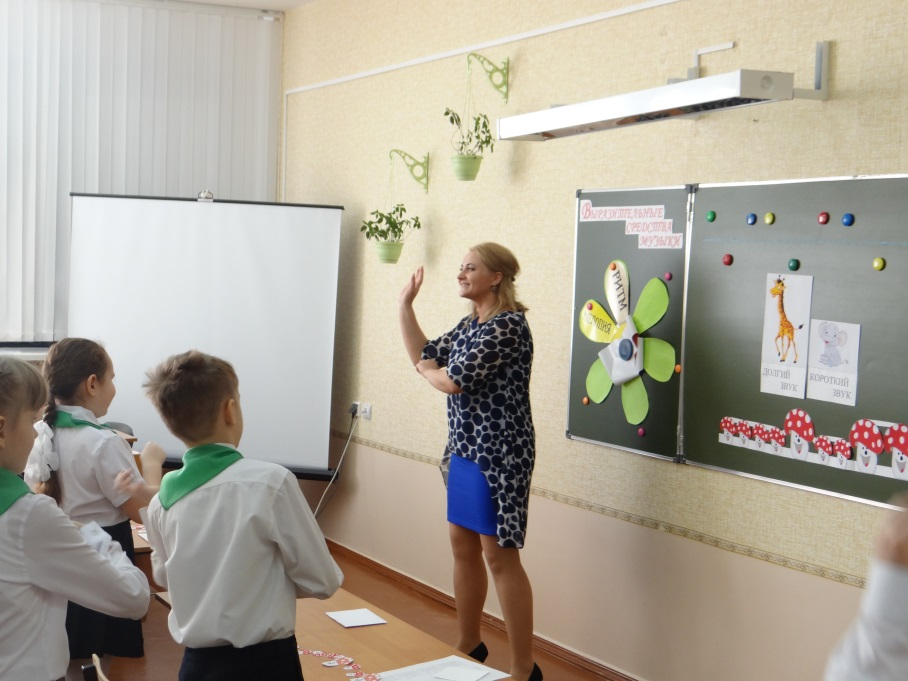 Выразительные
средства
музыки
РИТМ
ДОЛГИЙ
ЗВУК
КОРОТКИЙ
ЗВУК